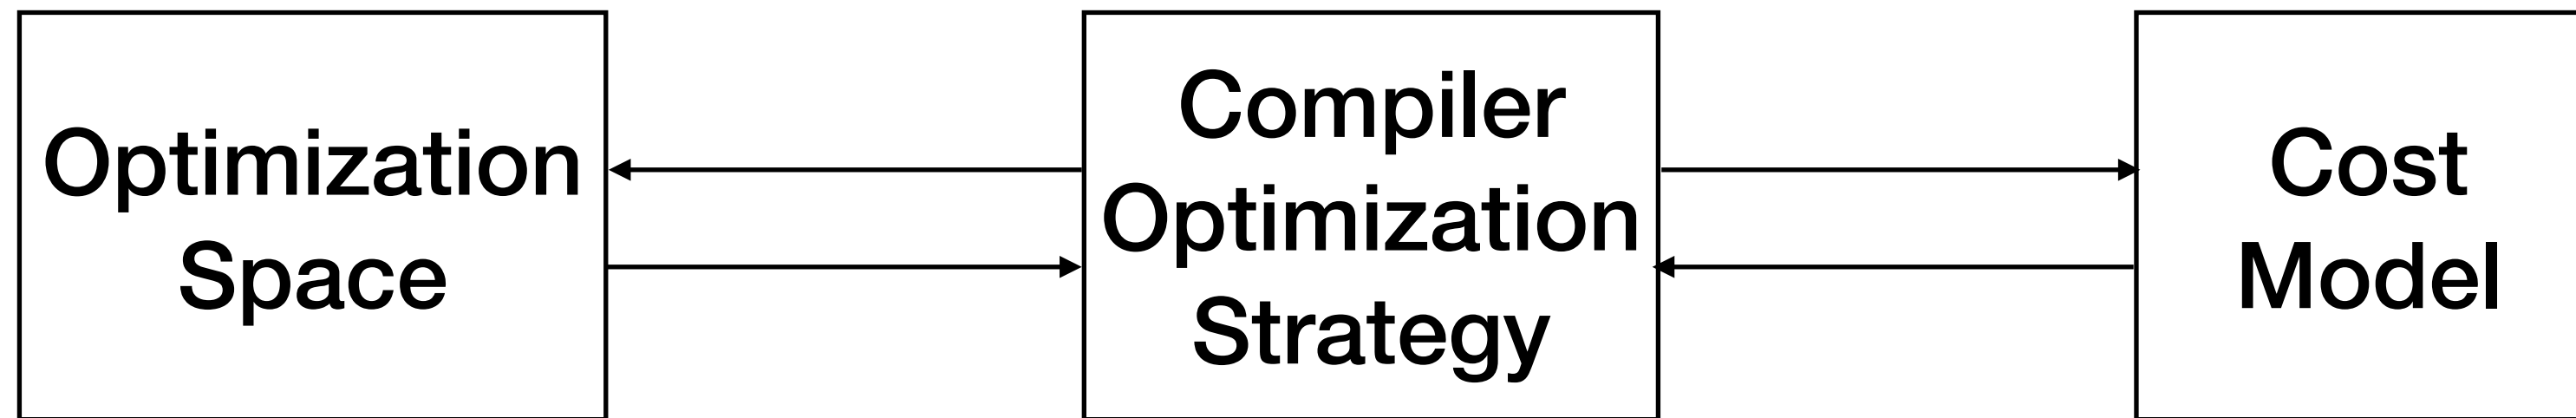 Optimization
Space
Compiler
Optimization
Strategy
Cost
Model